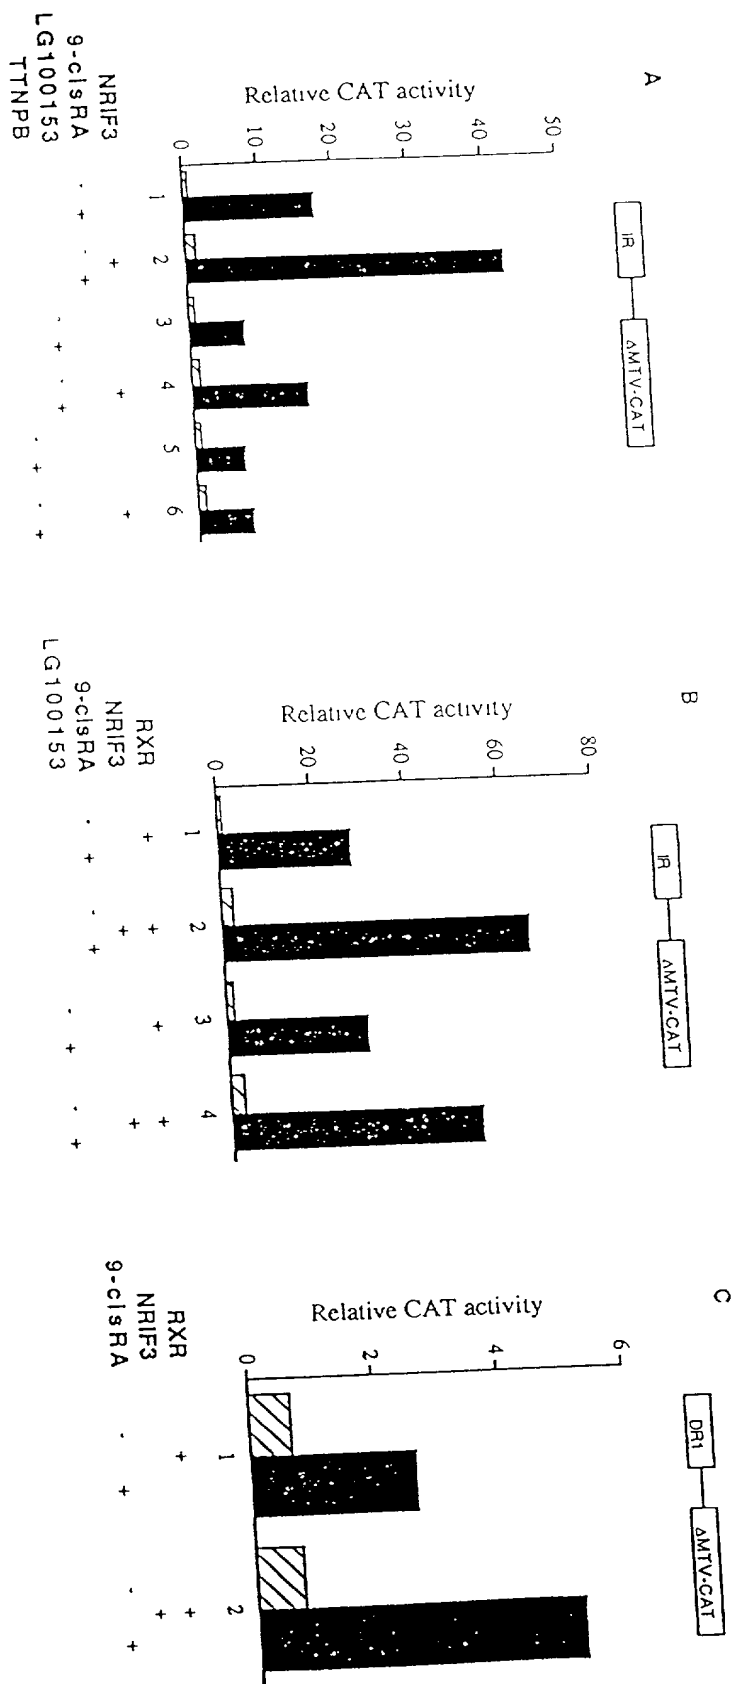 A
IR
ΔMTV-CAT
Relative CAT activity
50
40
30
20
10
0
1 2 3 4 5 6
NRIF3 + + +
9-cisRA - + - +
LG100153 - + - +
TTNPB - + - +
B
IR
ΔMTV-CAT
Relative CAT activity
80
60
40
20
0
1 2 3 4
RXR + + + +
NRIF3 + +
9-cisRA - + - +
LG100153 - + - +
C
DR1
ΔMTV-CAT
Relative CAT activity
6
4
2
0
1 2
RXR + +
NRIF3 +
9-cisRA - + - +